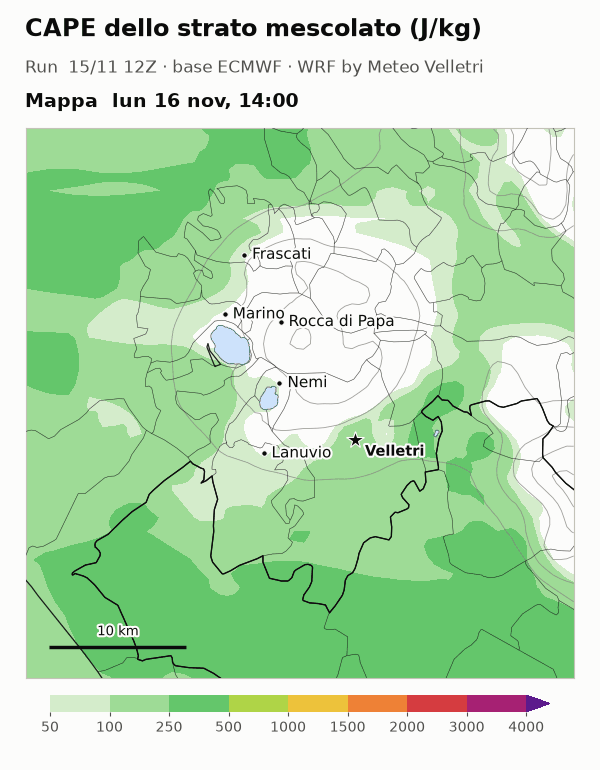 CAPE dello strato mescolato (J/kg)
Run  15/11 12Z · base ECMWF · WRF by Meteo Velletri
Mappa  lun 16 nov, 14:00
Frascati
Marino
Rocca di Papa
Nemi
Velletri
Lanuvio
10 km
50 100 250 500 1000 1500 2000 3000 4000